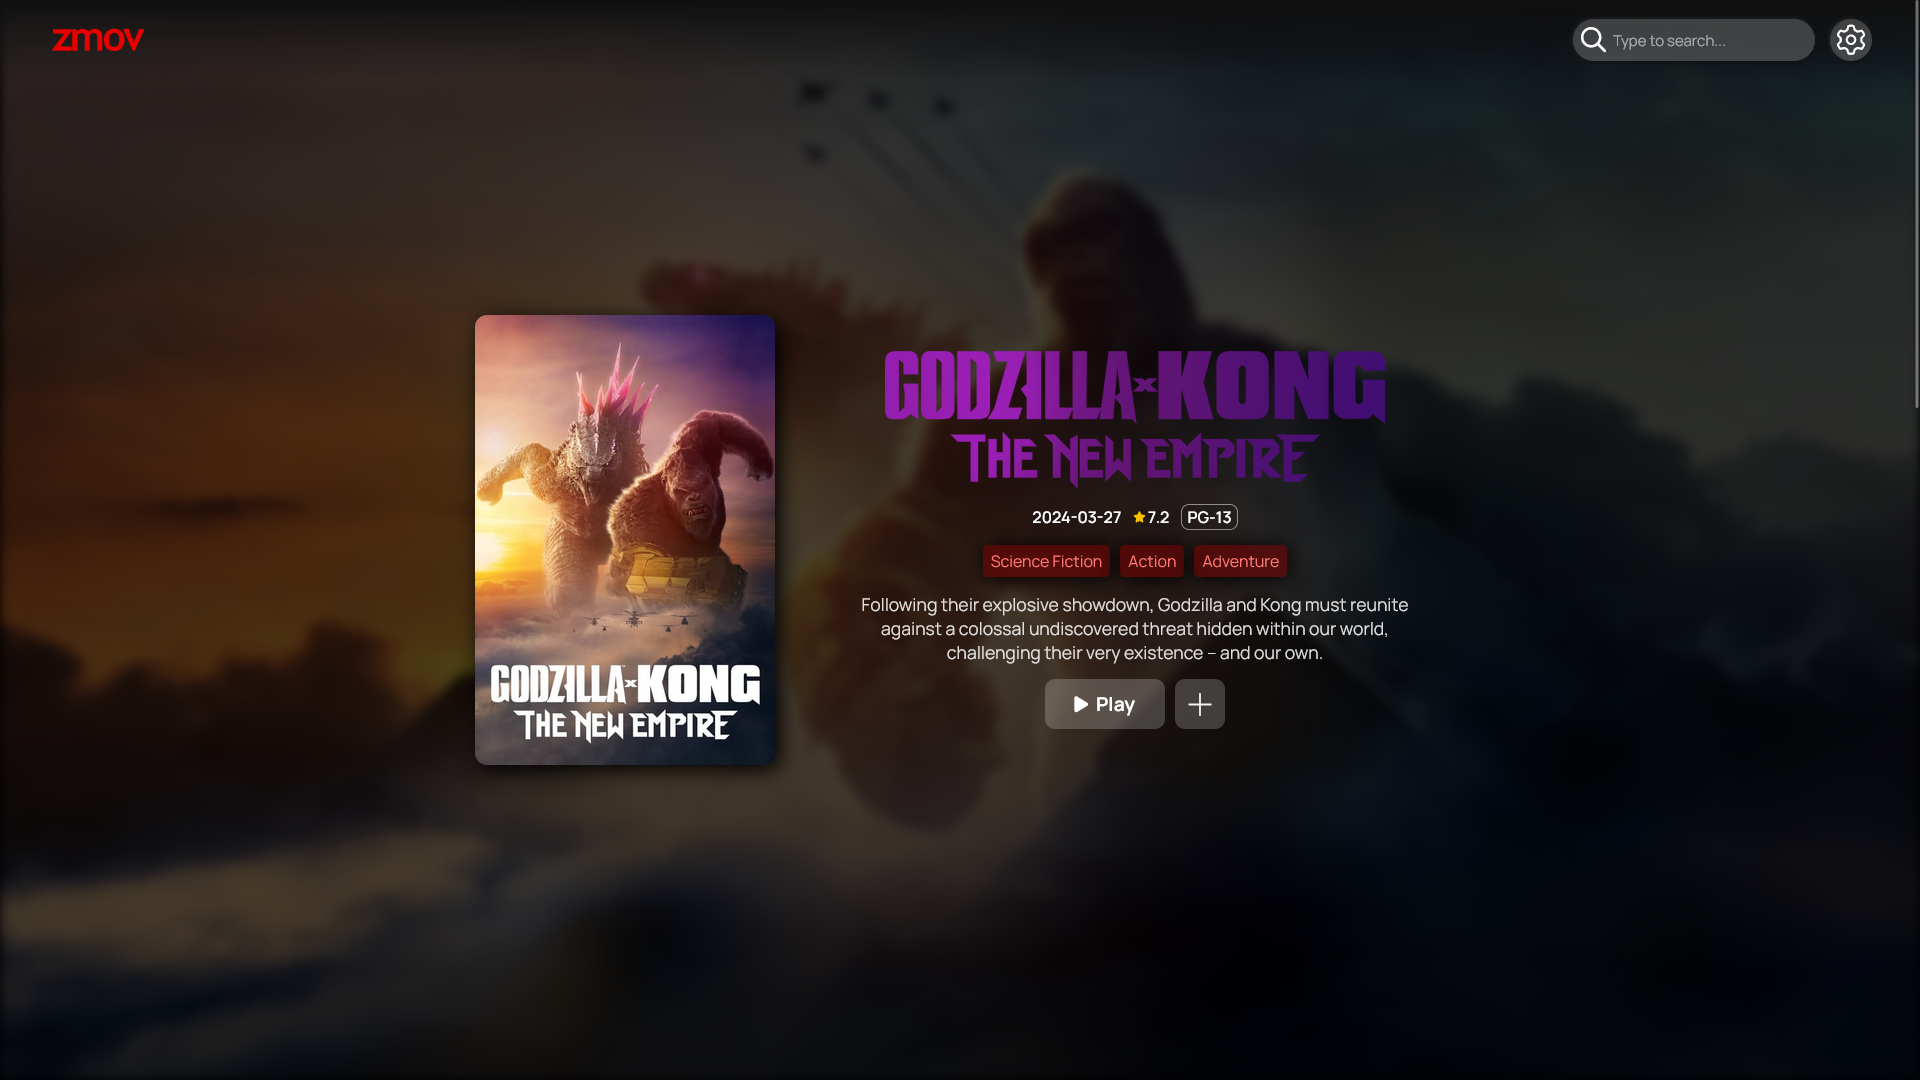 zmov
Type to search...
GODZILLA x KONG
THE NEW EMPIRE
2024-03-27 7.2 PG-13
Science Fiction Action Adventure
Following their explosive showdown, Godzilla and Kong must reunite
against a colossal undiscovered threat hidden within our world,
challenging their very existence – and our own.
Play
GODZILLA x KONG
THE NEW EMPIRE